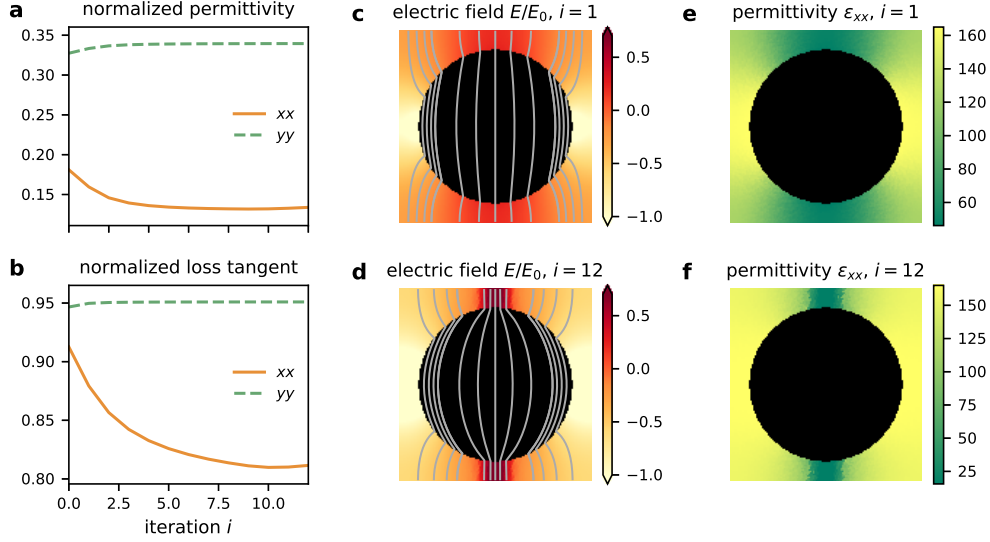 a
normalized permittivity
0.35
0.30
0.25
0.20
0.15
xx
yy
b
normalized loss tangent
0.95
0.90
0.85
0.80
xx
yy
0.0
2.5
5.0
7.5
10.0
iteration i
c
electric field E/E₀, i = 1
0.5
0.0
−0.5
−1.0
d
electric field E/E₀, i = 12
0.5
0.0
−0.5
−1.0
e
permittivity εₓₓ, i = 1
160
140
120
100
80
60
f
permittivity εₓₓ, i = 12
150
125
100
75
50
25